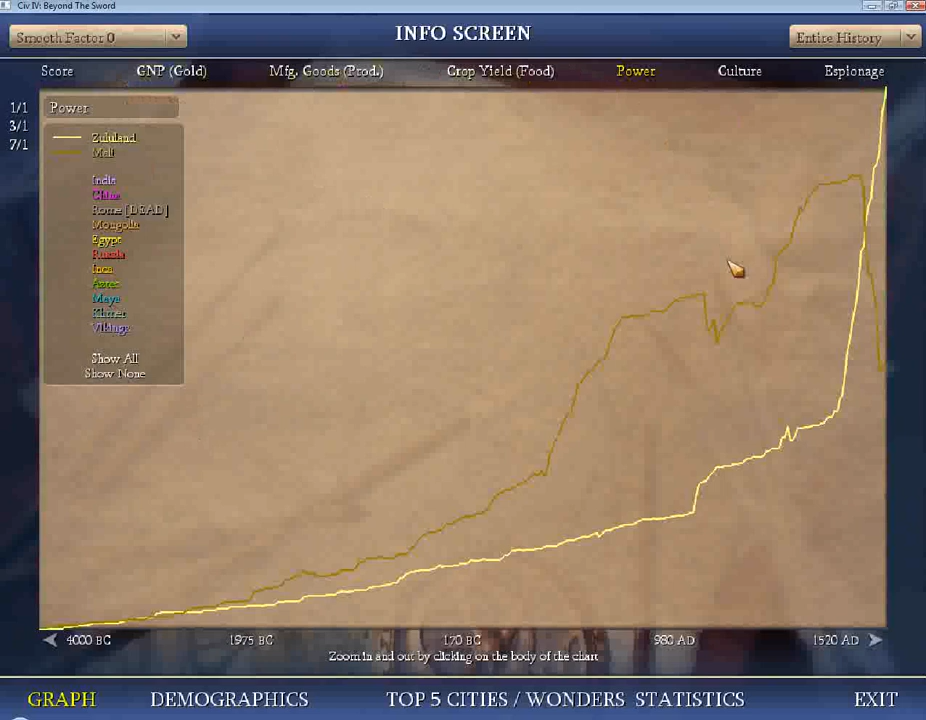 Civ IV: Beyond The Sword
Smooth Factor 0
INFO SCREEN
Entire History
Score
GNP (Gold)
Mfg. Goods (Prod.)
Crop Yield (Food)
Power
Culture
Espionage
1/1
3/1
7/1
Power
Zululand
Mali
India
China
Rome [DEAD]
Mongolia
Egypt
Russia
Inca
Aztec
Maya
Khmer
Vikings
Show All
Show None
4000 BC
1975 BC
170 BC
980 AD
1520 AD
Zoom in and out by clicking on the body of the chart
GRAPH
DEMOGRAPHICS
TOP 5 CITIES / WONDERS
STATISTICS
EXIT